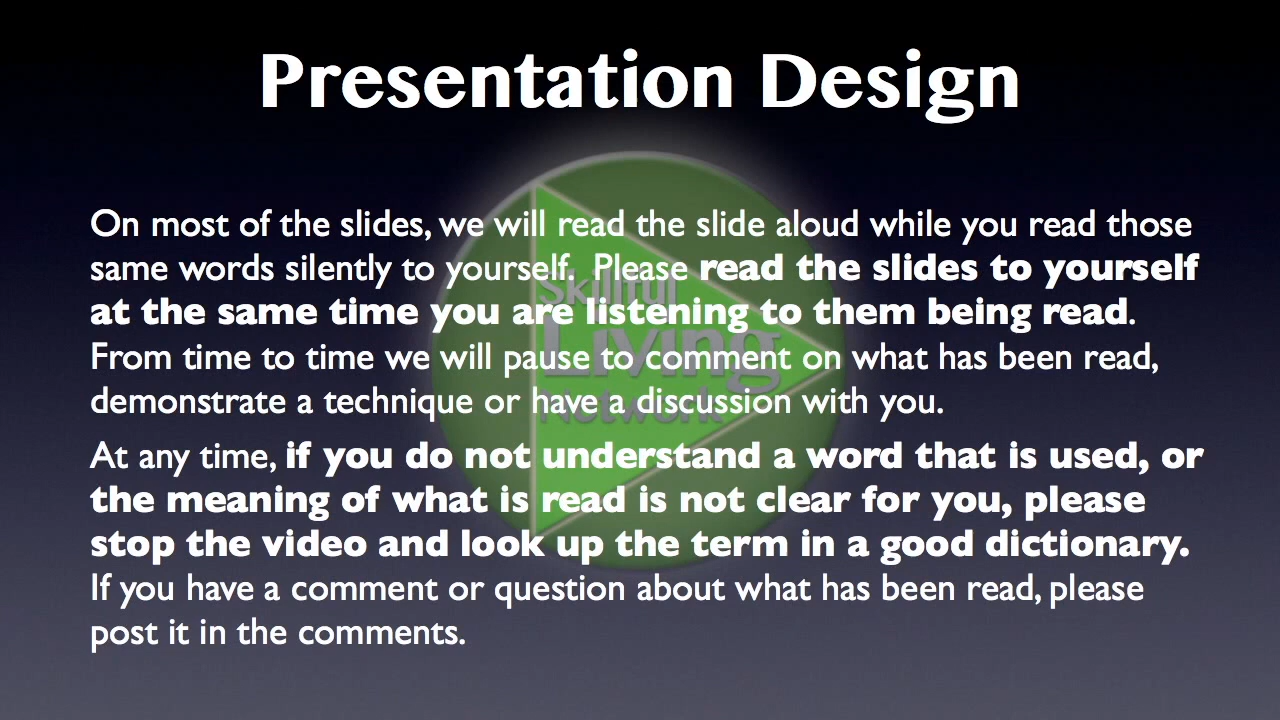 Presentation Design
On most of the slides, we will read the slide aloud while you read those
same words silently to yourself. Please read the slides to yourself
at the same time you are listening to them being read.
From time to time we will pause to comment on what has been read,
demonstrate a technique or have a discussion with you.
At any time, if you do not understand a word that is used, or
the meaning of what is read is not clear for you, please
stop the video and look up the term in a good dictionary.
If you have a comment or question about what has been read, please
post it in the comments.
Skillful
Living
Network